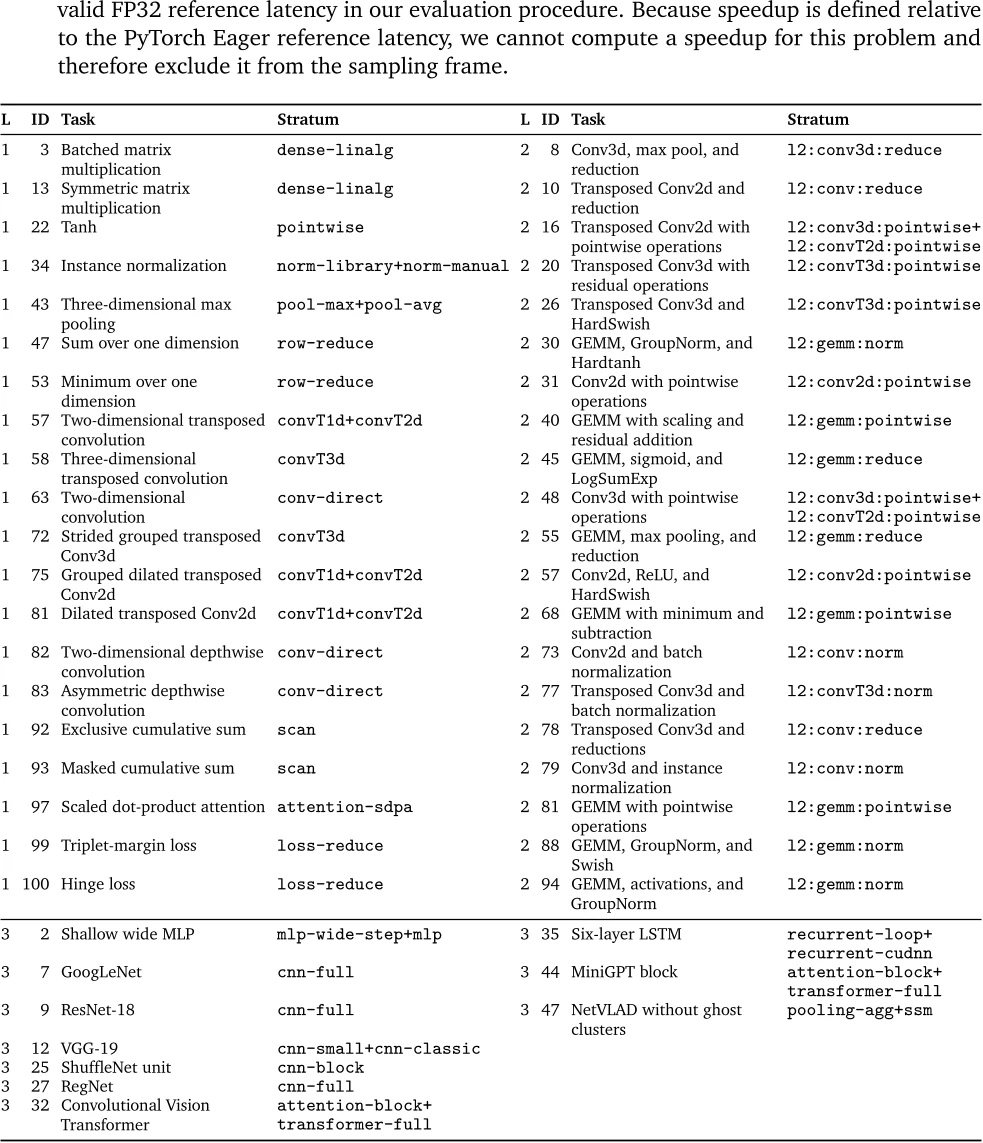 valid FP32 reference latency in our evaluation procedure. Because speedup is defined relative
to the PyTorch Eager reference latency, we cannot compute a speedup for this problem and
therefore exclude it from the sampling frame.
L ID Task Stratum L ID Task Stratum
1 3 Batched matrix dense-linalg 2 8 Conv3d, max pool, and l2:conv3d:reduce
multiplication reduction
1 13 Symmetric matrix dense-linalg 2 10 Transposed Conv2d and l2:conv:reduce
multiplication reduction
1 22 Tanh pointwise 2 16 Transposed Conv2d with l2:conv3d:pointwise+
pointwise operations l2:convT2d:pointwise
1 34 Instance normalization norm-library+norm-manual 2 20 Transposed Conv3d with l2:convT3d:pointwise
residual operations
1 43 Three-dimensional max pool-max+pool-avg 2 26 Transposed Conv3d and l2:convT3d:pointwise
pooling HardSwish
1 47 Sum over one dimension row-reduce 2 30 GEMM, GroupNorm, and l2:gemm:norm
Hardtanh
1 53 Minimum over one row-reduce 2 31 Conv2d with pointwise l2:conv2d:pointwise
dimension operations
1 57 Two-dimensional transposed convT1d+convT2d 2 40 GEMM with scaling and l2:gemm:pointwise
convolution residual addition
1 58 Three-dimensional convT3d 2 45 GEMM, sigmoid, and l2:gemm:reduce
transposed convolution LogSumExp
1 63 Two-dimensional conv-direct 2 48 Conv3d with pointwise l2:conv3d:pointwise+
convolution operations l2:convT2d:pointwise
1 72 Strided grouped transposed convT3d 2 55 GEMM, max pooling, and l2:gemm:reduce
Conv3d reduction
1 75 Grouped dilated transposed convT1d+convT2d 2 57 Conv2d, ReLU, and l2:conv2d:pointwise
Conv2d HardSwish
1 81 Dilated transposed Conv2d convT1d+convT2d 2 68 GEMM with minimum and l2:gemm:pointwise
subtraction
1 82 Two-dimensional depthwise conv-direct 2 73 Conv2d and batch l2:conv:norm
convolution normalization
1 83 Asymmetric depthwise conv-direct 2 77 Transposed Conv3d and l2:convT3d:norm
convolution batch normalization
1 92 Exclusive cumulative sum scan 2 78 Transposed Conv3d and l2:conv:reduce
reductions
1 93 Masked cumulative sum scan 2 79 Conv3d and instance l2:conv:norm
normalization
1 97 Scaled dot-product attention attention-sdpa 2 81 GEMM with pointwise l2:gemm:pointwise
operations
1 99 Triplet-margin loss loss-reduce 2 88 GEMM, GroupNorm, and l2:gemm:norm
Swish
1 100 Hinge loss loss-reduce 2 94 GEMM, activations, and l2:gemm:norm
GroupNorm
3 2 Shallow wide MLP mlp-wide-step+mlp 3 35 Six-layer LSTM recurrent-loop+
recurrent-cudnn
3 7 GoogLeNet cnn-full 3 44 MiniGPT block attention-block+
transformer-full
3 9 ResNet-18 cnn-full 3 47 NetVLAD without ghost pooling-agg+ssm
clusters
3 12 VGG-19 cnn-small+cnn-classic
3 25 ShuffleNet unit cnn-block
3 27 RegNet cnn-full
3 32 Convolutional Vision attention-block+
Transformer transformer-full